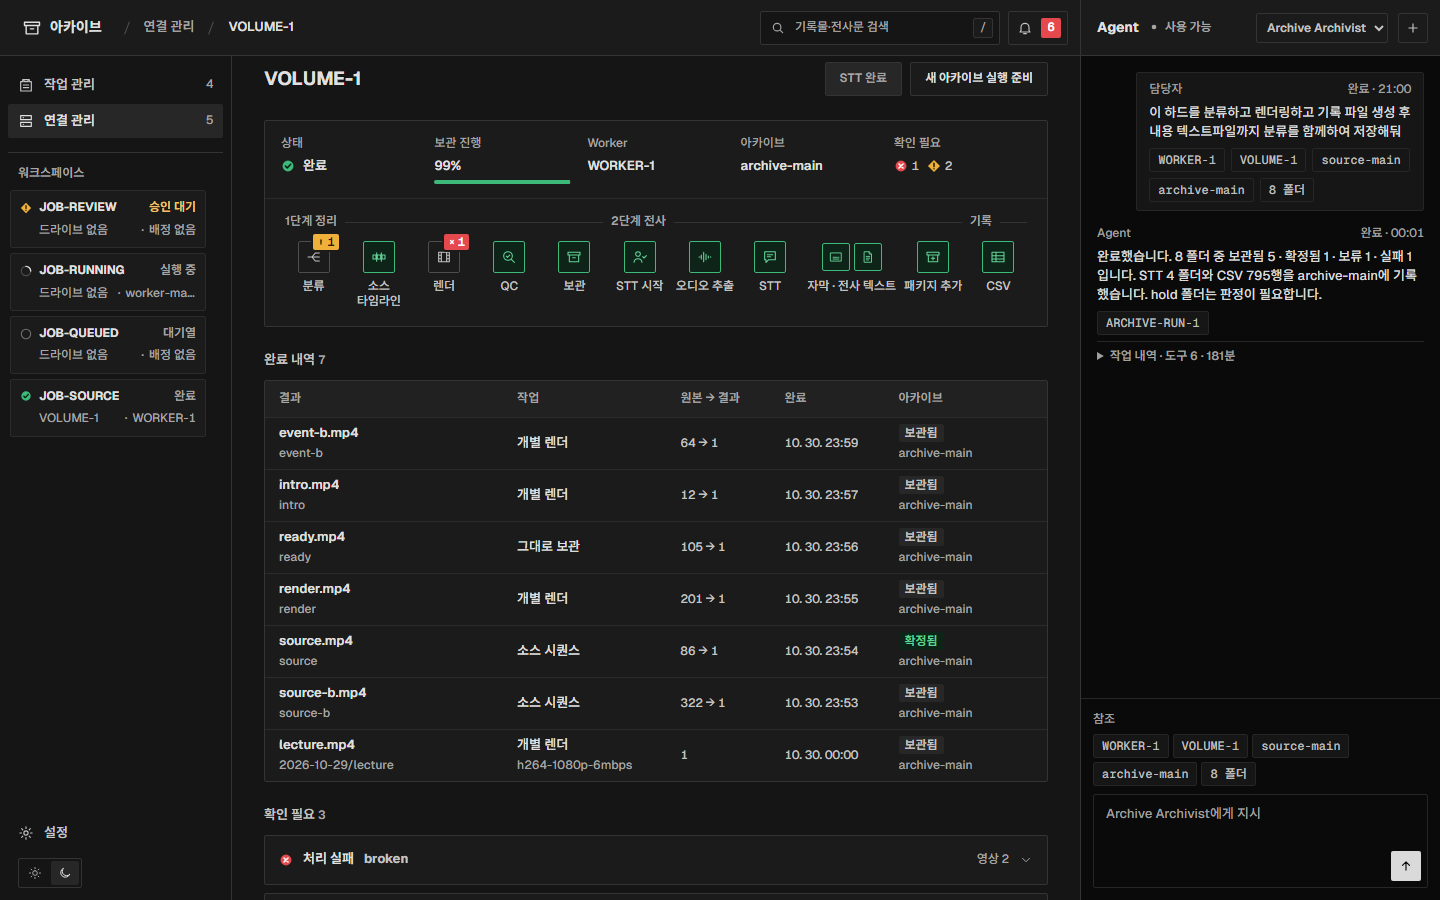 아카이브 / 연결 관리 / VOLUME-1
기록물·전사문 검색 /
6
Agent • 사용 가능
Archive Archivist
작업 관리 4
연결 관리 5
워크스페이스
JOB-REVIEW 승인 대기
드라이브 없음 · 배정 없음
JOB-RUNNING 실행 중
드라이브 없음 · worker-ma…
JOB-QUEUED 대기열
드라이브 없음 · 배정 없음
JOB-SOURCE 완료
VOLUME-1 · WORKER-1
설정
VOLUME-1
STT 완료
새 아카이브 실행 준비
상태 보관 진행 Worker 아카이브 확인 필요
완료 99% WORKER-1 archive-main 1 2
1단계 정리 2단계 전사 기록
1 1
분류 소스 렌더 QC 보관 STT 시작 오디오 추출 STT 자막 · 전사 텍스트 패키지 추가 CSV
타임라인
완료 내역 7
결과 작업 원본 → 결과 완료 아카이브
event-b.mp4 개별 렌더 64 → 1 10. 30. 23:59 보관됨
event-b archive-main
intro.mp4 개별 렌더 12 → 1 10. 30. 23:57 보관됨
intro archive-main
ready.mp4 그대로 보관 105 → 1 10. 30. 23:56 보관됨
ready archive-main
render.mp4 개별 렌더 201 → 1 10. 30. 23:55 보관됨
render archive-main
source.mp4 소스 시퀀스 86 → 1 10. 30. 23:54 확정됨
source archive-main
source-b.mp4 소스 시퀀스 322 → 1 10. 30. 23:53 보관됨
source-b archive-main
lecture.mp4 개별 렌더 1 10. 30. 00:00 보관됨
2026-10-29/lecture h264-1080p-6mbps archive-main
확인 필요 3
처리 실패 broken 영상 2
담당자 완료 · 21:00
이 하드를 분류하고 렌더링하고 기록 파일 생성 후
내용 텍스트파일까지 분류를 함께하여 저장해둬
WORKER-1 VOLUME-1 source-main
archive-main 8 폴더
Agent 완료 · 00:01
완료했습니다. 8 폴더 중 보관됨 5 · 확정됨 1 · 보류 1 · 실패 1
입니다. STT 4 폴더와 CSV 795행을 archive-main에 기록
했습니다. hold 폴더는 판정이 필요합니다.
ARCHIVE-RUN-1
작업 내역 · 도구 6 · 181분
참조
WORKER-1 VOLUME-1 source-main
archive-main 8 폴더
Archive Archivist에게 지시